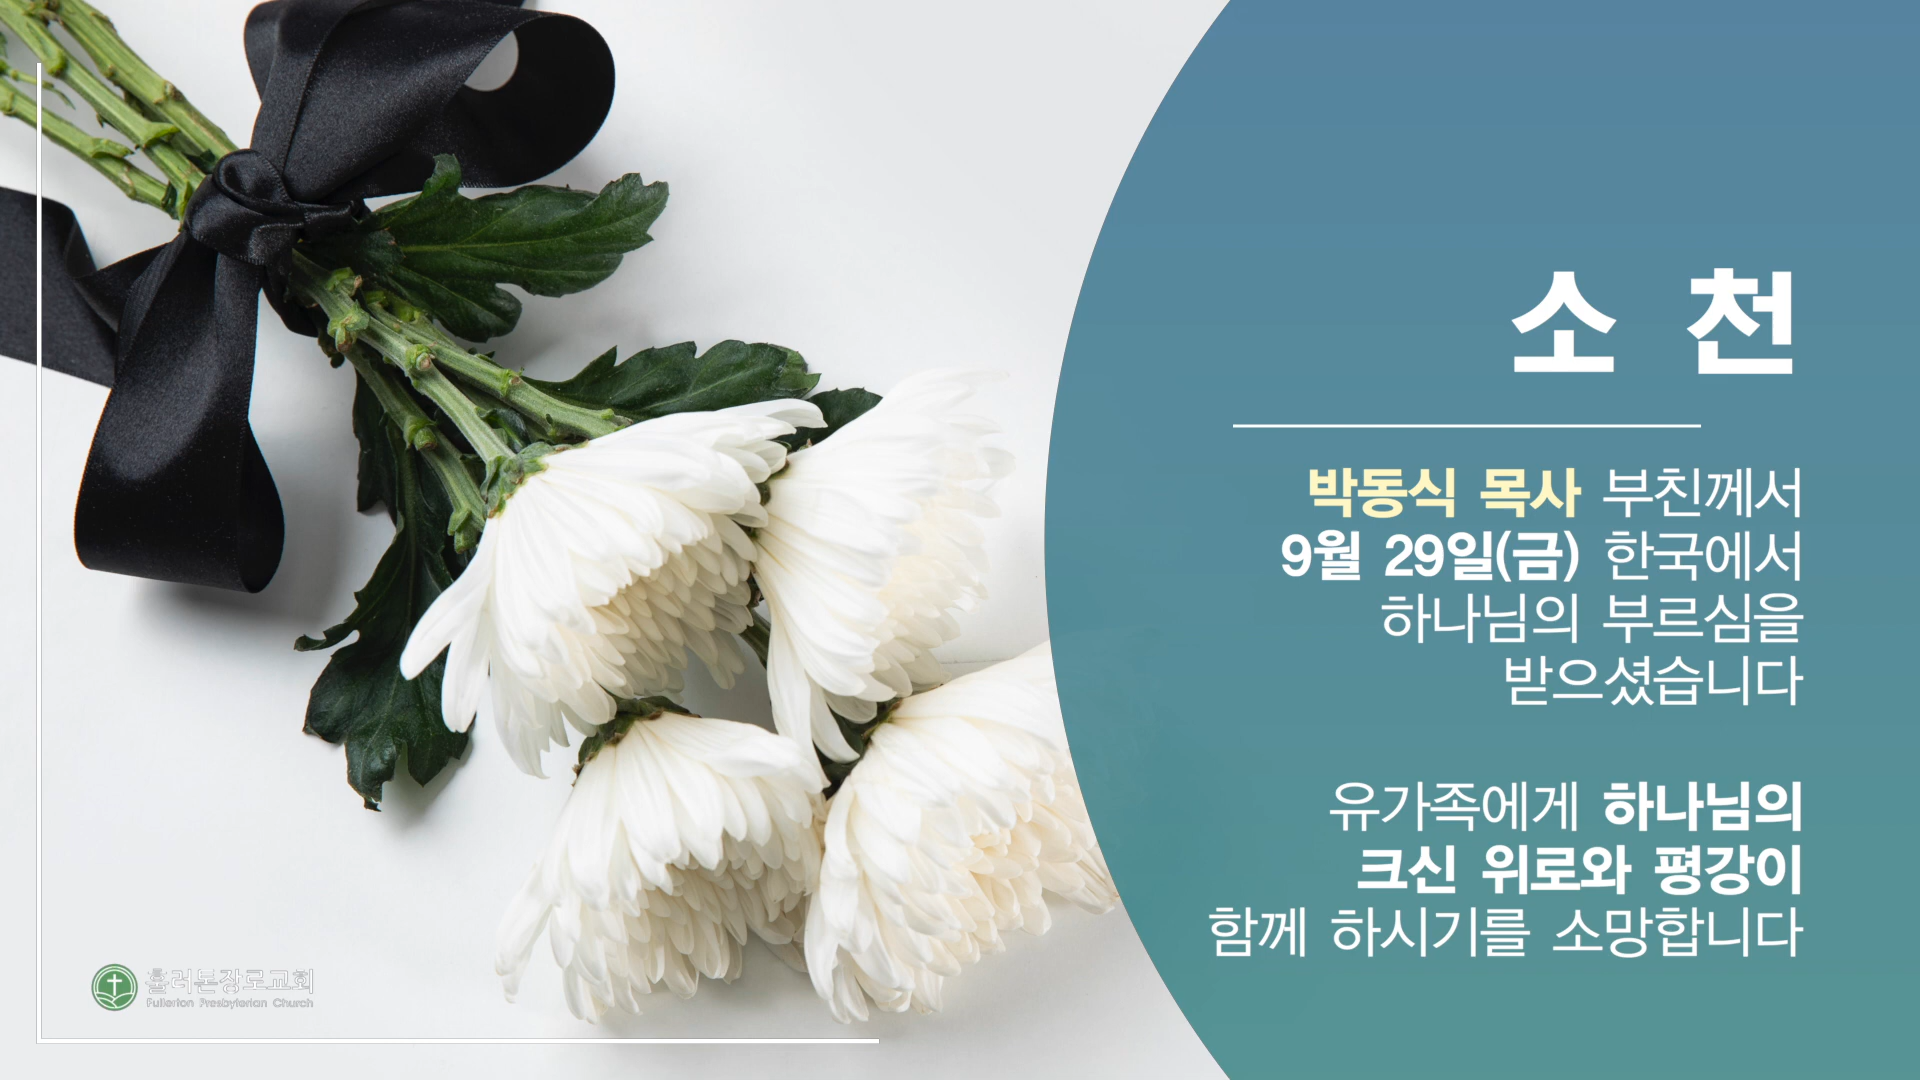 소 천
박동식 목사 부친께서
9월 29일(금) 한국에서
하나님의 부르심을
받으셨습니다
유가족에게 하나님의
크신 위로와 평강이
함께 하시기를 소망합니다
훌러톤장로교회
Fullerton Presbyterian Church